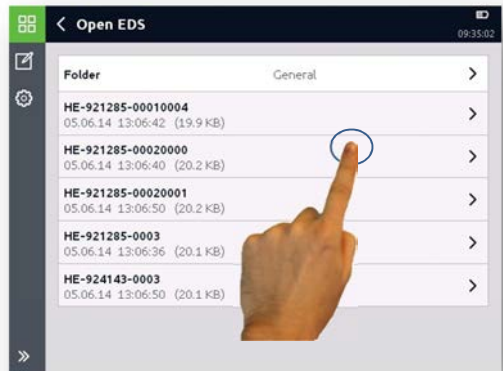 Open EDS
09:35:02
Folder General
HE-921285-00010004
05.06.14 13:06:42 (19.9 KB)
HE-921285-00020000
05.06.14 13:06:40 (20.2 KB)
HE-921285-00020001
05.06.14 13:06:50 (20.2 KB)
HE-921285-0003
05.06.14 13:06:36 (20.1 KB)
HE-924143-0003
05.06.14 13:06:50 (20.1 KB)